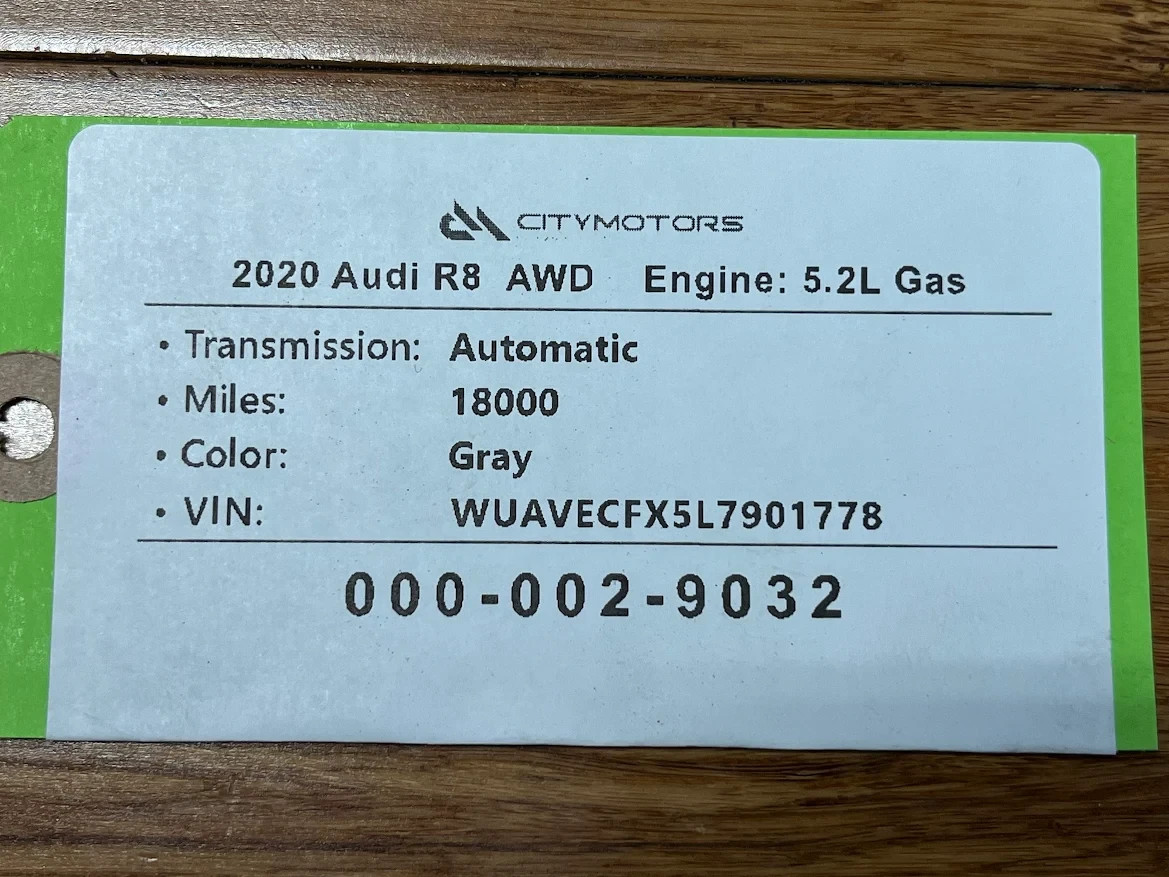 CITYMOTORS
2020 Audi R8 AWD Engine: 5.2L Gas
• Transmission: Automatic
• Miles: 18000
• Color: Gray
• VIN: WUAVECFX5L7901778
000-002-9032